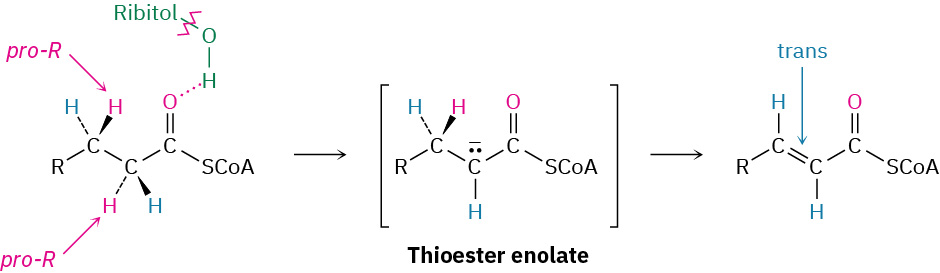 Ribitol
O
H
pro-R
H H O
C C
R C SCoA
H H
pro-R
H H O
C C
R C SCoA
H
Thioester enolate
trans
H O
C C
R C SCoA
H